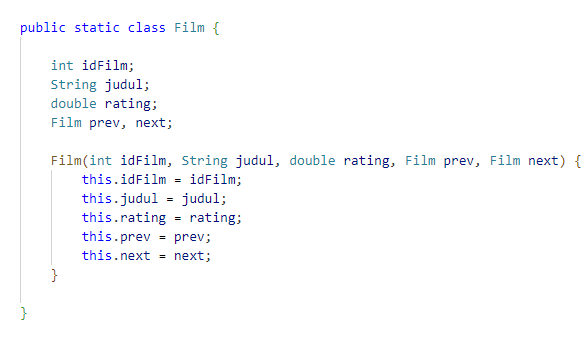 public static class Film {
int idFilm;
String judul;
double rating;
Film prev, next;
Film(int idFilm, String judul, double rating, Film prev, Film next) {
this.idFilm = idFilm;
this.judul = judul;
this.rating = rating;
this.prev = prev;
this.next = next;
}
}